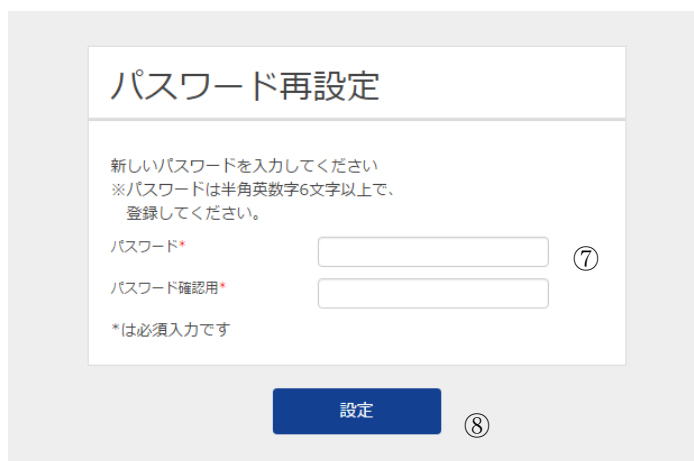 パスワード再設定
新しいパスワードを入力してください
※パスワードは半角英数字6文字以上で、
登録してください。
パスワード*
⑦
パスワード確認用*
*は必須入力です
設定
⑧